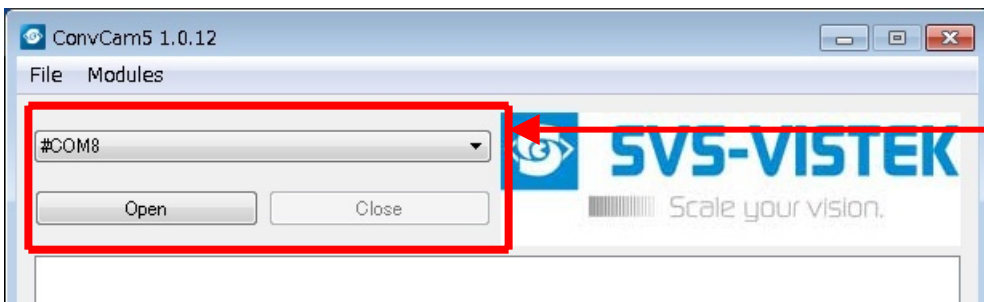 ConvCam5 1.0.12
File Modules
#COM8
Open Close
SVS-VISTEK
Scale your vision.